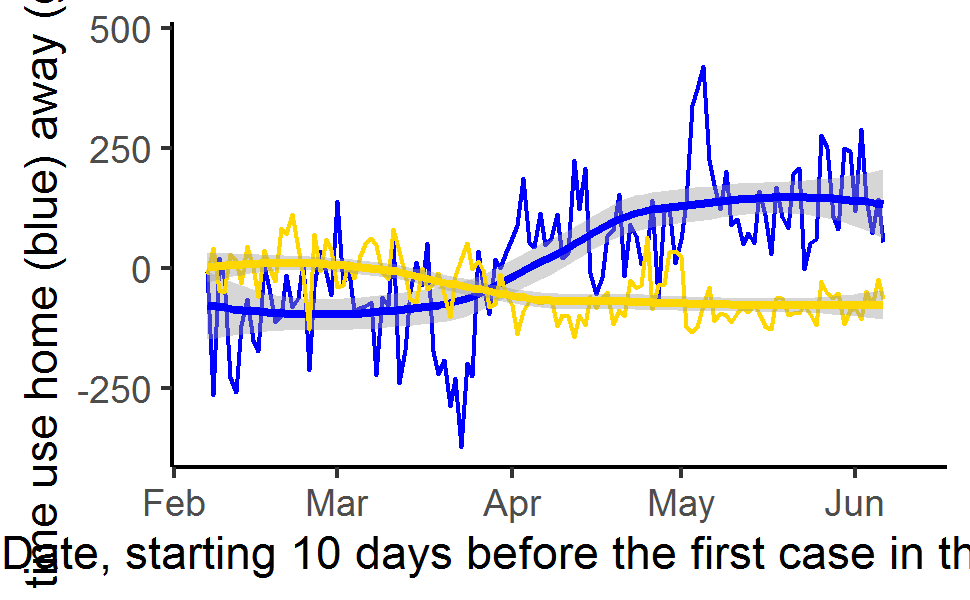 time use home (blue) away (
500
250
0
-250
Feb Mar Apr May Jun
Date, starting 10 days before the first case in th